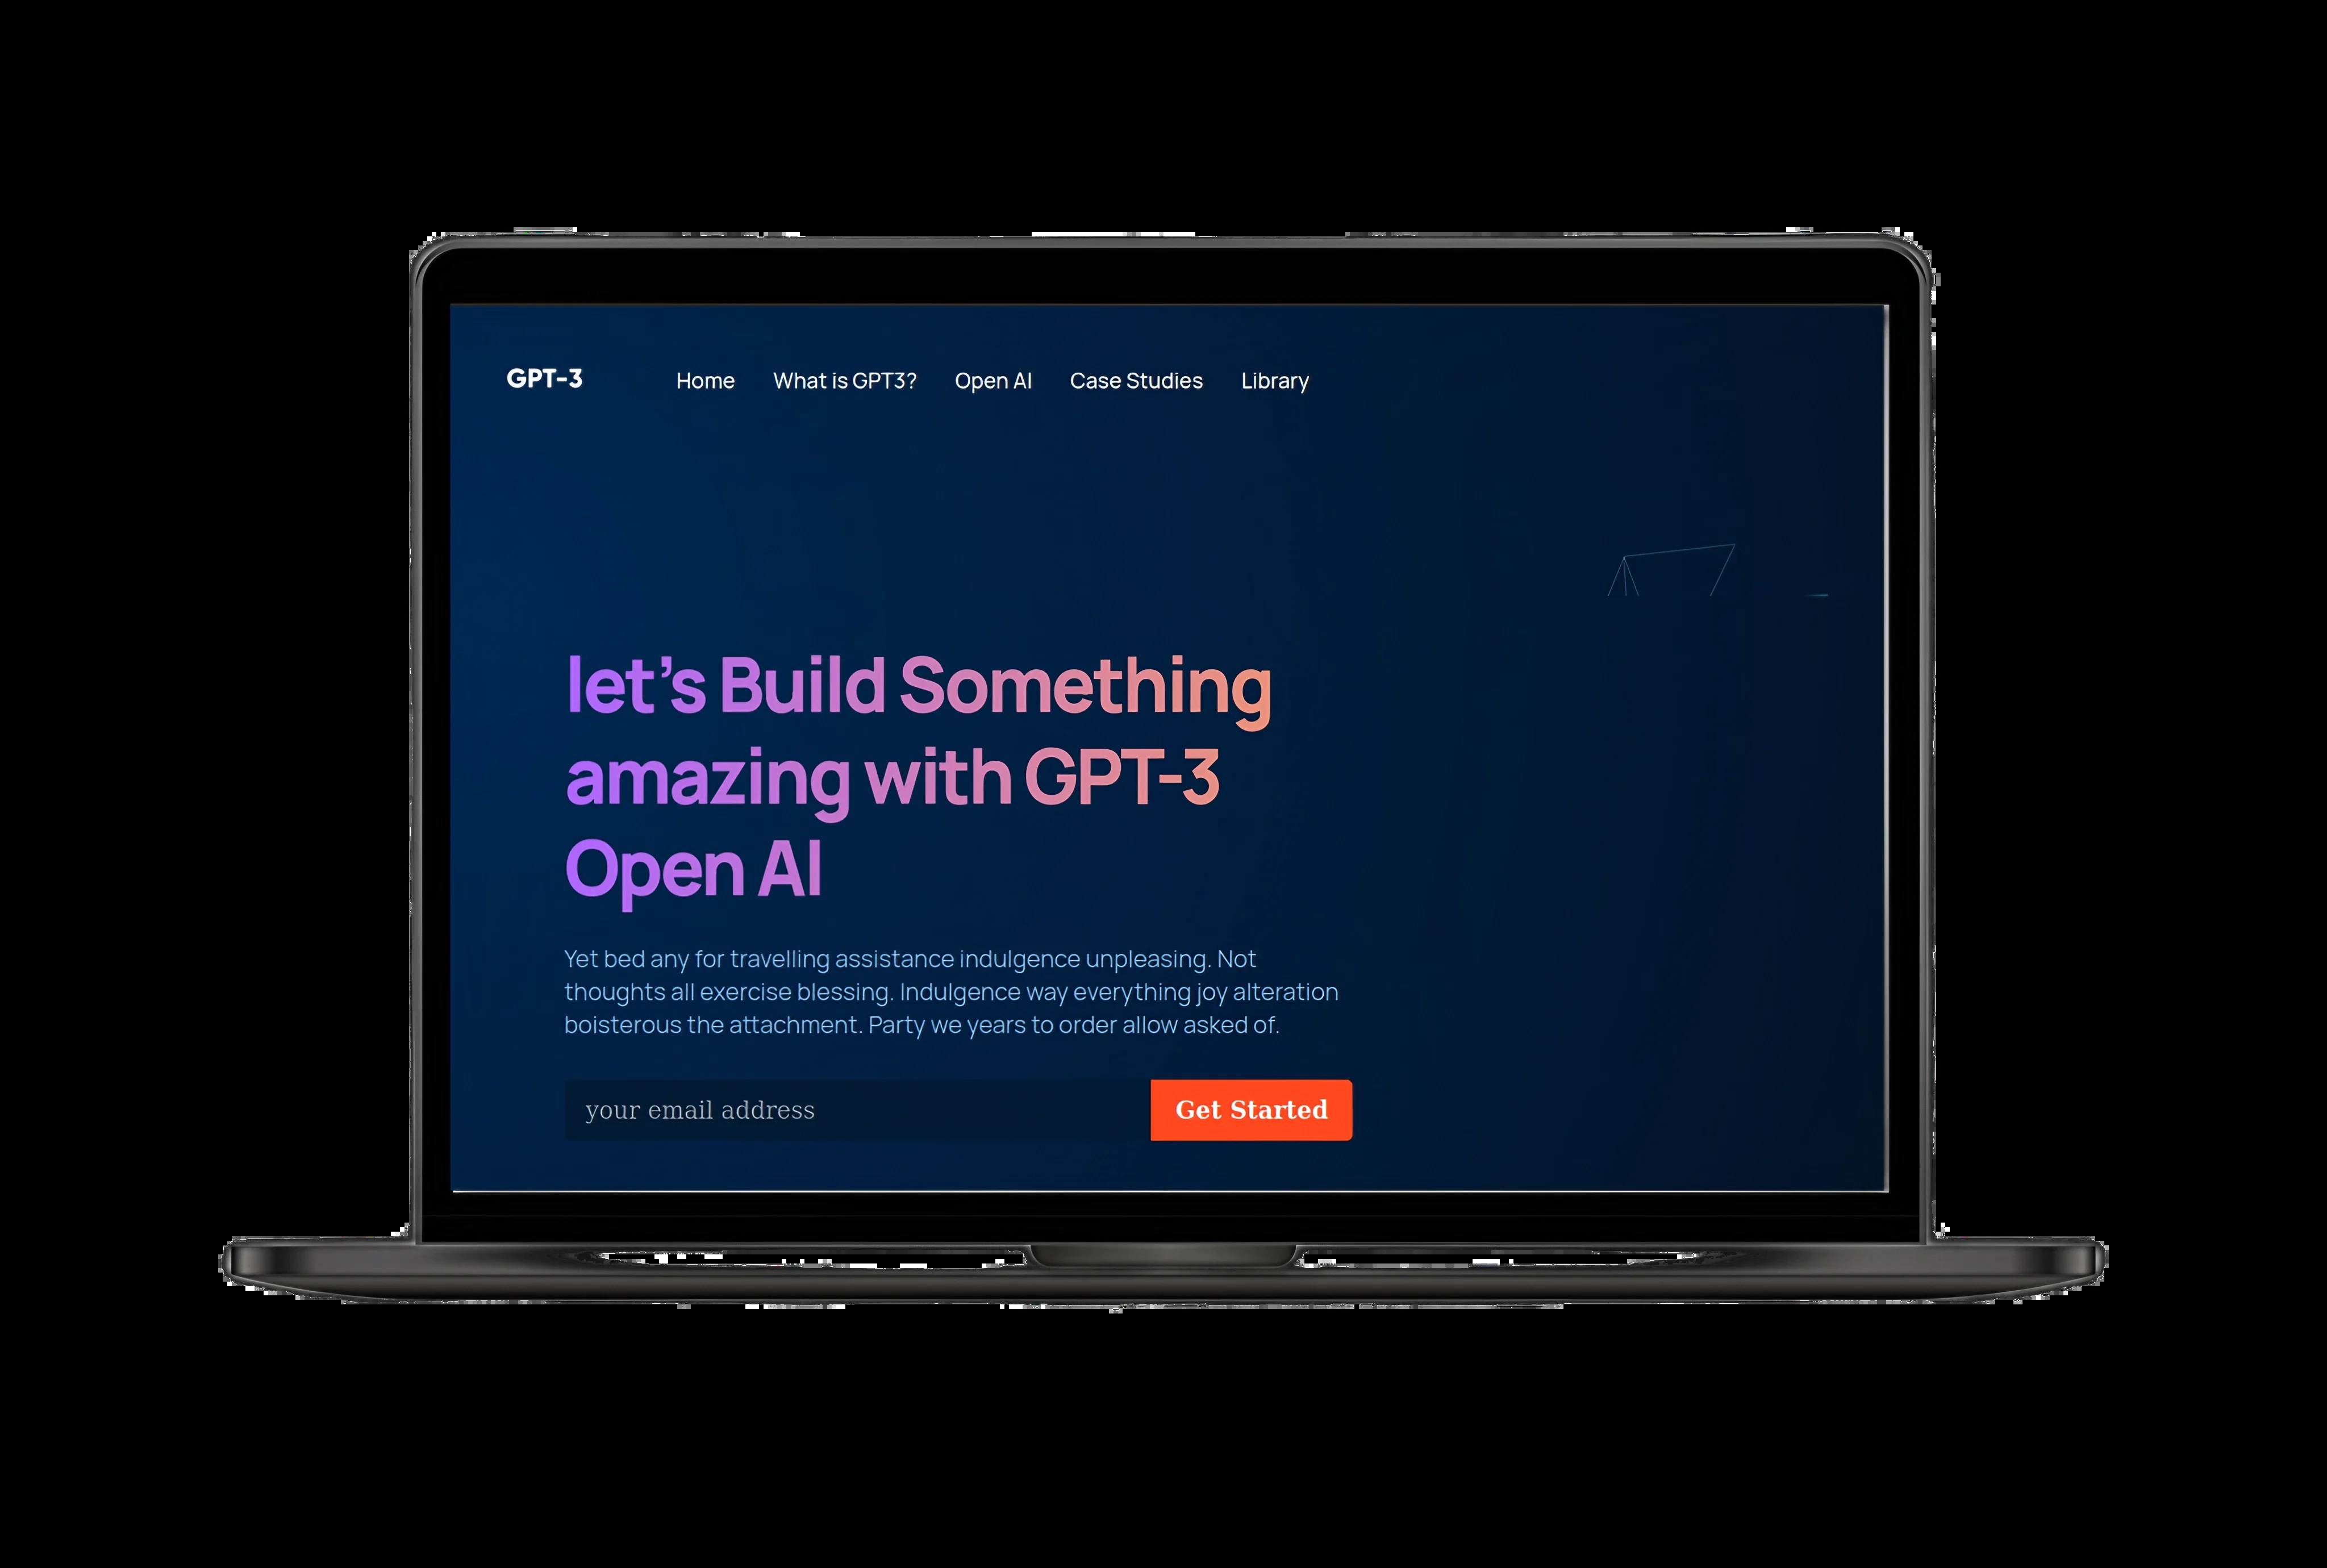 GPT-3
Home What is GPT3? Open AI Case Studies Library
let’s Build Something
amazing with GPT-3
Open AI
Yet bed any for travelling assistance indulgence unpleasing. Not
thoughts all exercise blessing. Indulgence way everything joy alteration
boisterous the attachment. Party we years to order allow asked of.
your email address
Get Started